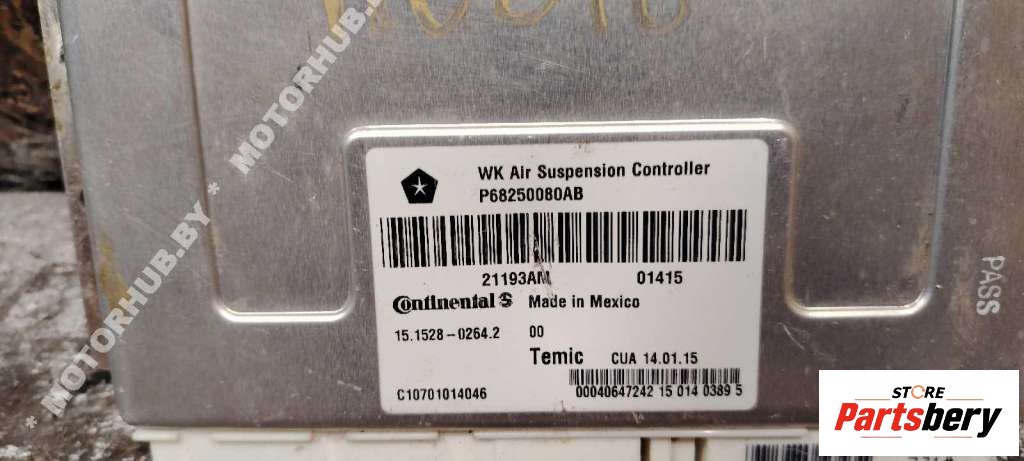 * MOTORHUB.BY * MOTORHUB.BY
WK Air Suspension Controller
P68250080AB
21193AM 01415
Continental Made in Mexico
15.1528-0264.2 00
Temic CUA 14.01.15
C10701014046 00040647242 15 014 0389 5
PASS
STORE
Partsbery